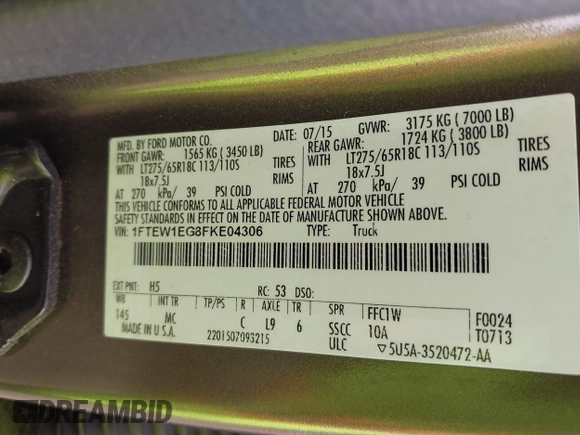 MFD. BY FORD MOTOR CO.
07/15 GVWR: 3175 KG ( 7000 LB)
FRONT GAWR: 1565 KG ( 3450 LB) REAR GAWR: 1724 KG ( 3800 LB)
WITH LT275/65R18C 113/110S TIRES WITH LT275/65R18C 113/110S TIRES
18x7.5J RIMS 18x7.5J RIMS
AT 270 kPa/ 39 PSI COLD AT 270 kPa/ 39 PSI COLD
THIS VEHICLE CONFORMS TO ALL APPLICABLE FEDERAL MOTOR VEHICLE
SAFETY STANDARDS IN EFFECT ON THE DATE OF MANUFACTURE SHOWN ABOVE.
VIN: 1FTEW1EG8FKE04306 TYPE: Truck
EXT PNT: H5 RC: 53 DSO:
WB INT TR TP/PS R AXLE TR SPR FFC1W F0024
145 MC C L9 6 SSCC 10A T0713
MADE IN U.S.A. 2201507093215 ULC 5U5A-3520472-AA
DREAMBID